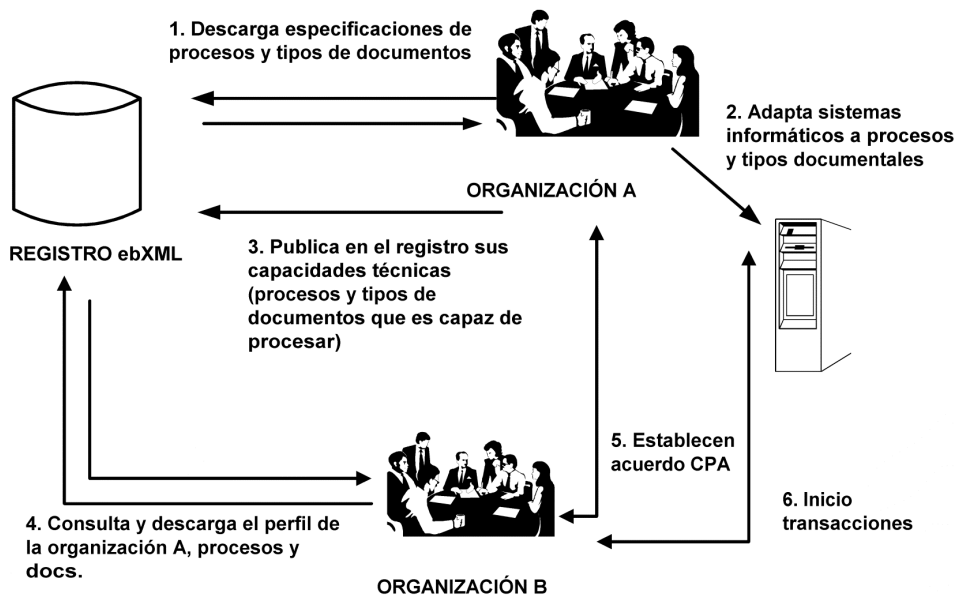 1. Descarga especificaciones de
procesos y tipos de documentos
2. Adapta sistemas
informáticos a procesos
y tipos documentales
ORGANIZACIÓN A
REGISTRO ebXML
3. Publica en el registro sus
capacidades técnicas
(procesos y tipos de
documentos que es capaz de
procesar)
5. Establecen
acuerdo CPA
4. Consulta y descarga el perfil de
la organización A, procesos y
docs.
6. Inicio
transacciones
ORGANIZACIÓN B